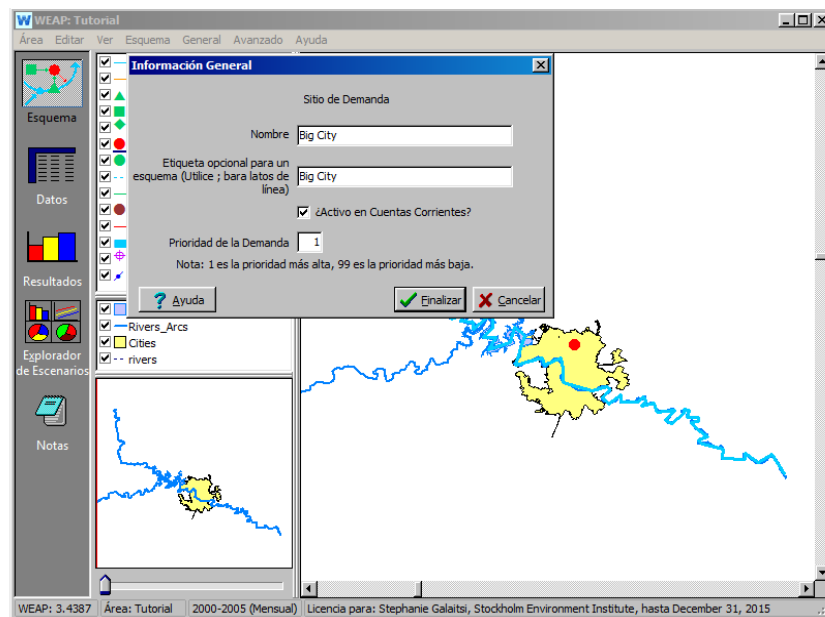 WEAP: Tutorial
Área Editar Ver Esquema General Avanzado Ayuda
Esquema
Datos
Resultados
Explorador
de Escenarios
Notas
Información General
Sitio de Demanda
Nombre
Big City
Etiqueta opcional para un
esquema (Utilice ; bara latos de
línea)
Big City
¿Activo en Cuentas Corrientes?
Prioridad de la Demanda 1
Nota: 1 es la prioridad más alta, 99 es la prioridad más baja.
? Ayuda Finalizar Cancelar
Rivers_Arcs
Cities
rivers
WEAP: 3.4387 Área: Tutorial 2000-2005 (Mensual) Licencia para: Stephanie Galaitsi, Stockholm Environment Institute, hasta December 31, 2015